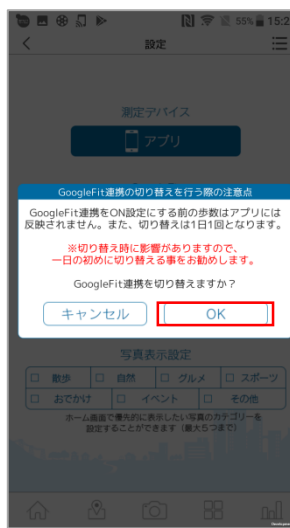 55% 15:2
設定
測定デバイス
アプリ
GoogleFit連携の切り替えを行う際の注意点
GoogleFit連携をON設定にする前の歩数はアプリには
反映されません。また、切り替えは1日1回となります。
※切り替え時に影響がありますので、
一日の初めに切り替える事をお勧めします。
GoogleFit連携を切り替えますか？
キャンセル OK
写真表示設定
散歩 自然 グルメ スポーツ
おでかけ イベント その他
ホーム画面で優先的に表示したい写真のカテゴリーを
設定することができます（最大5つまで）